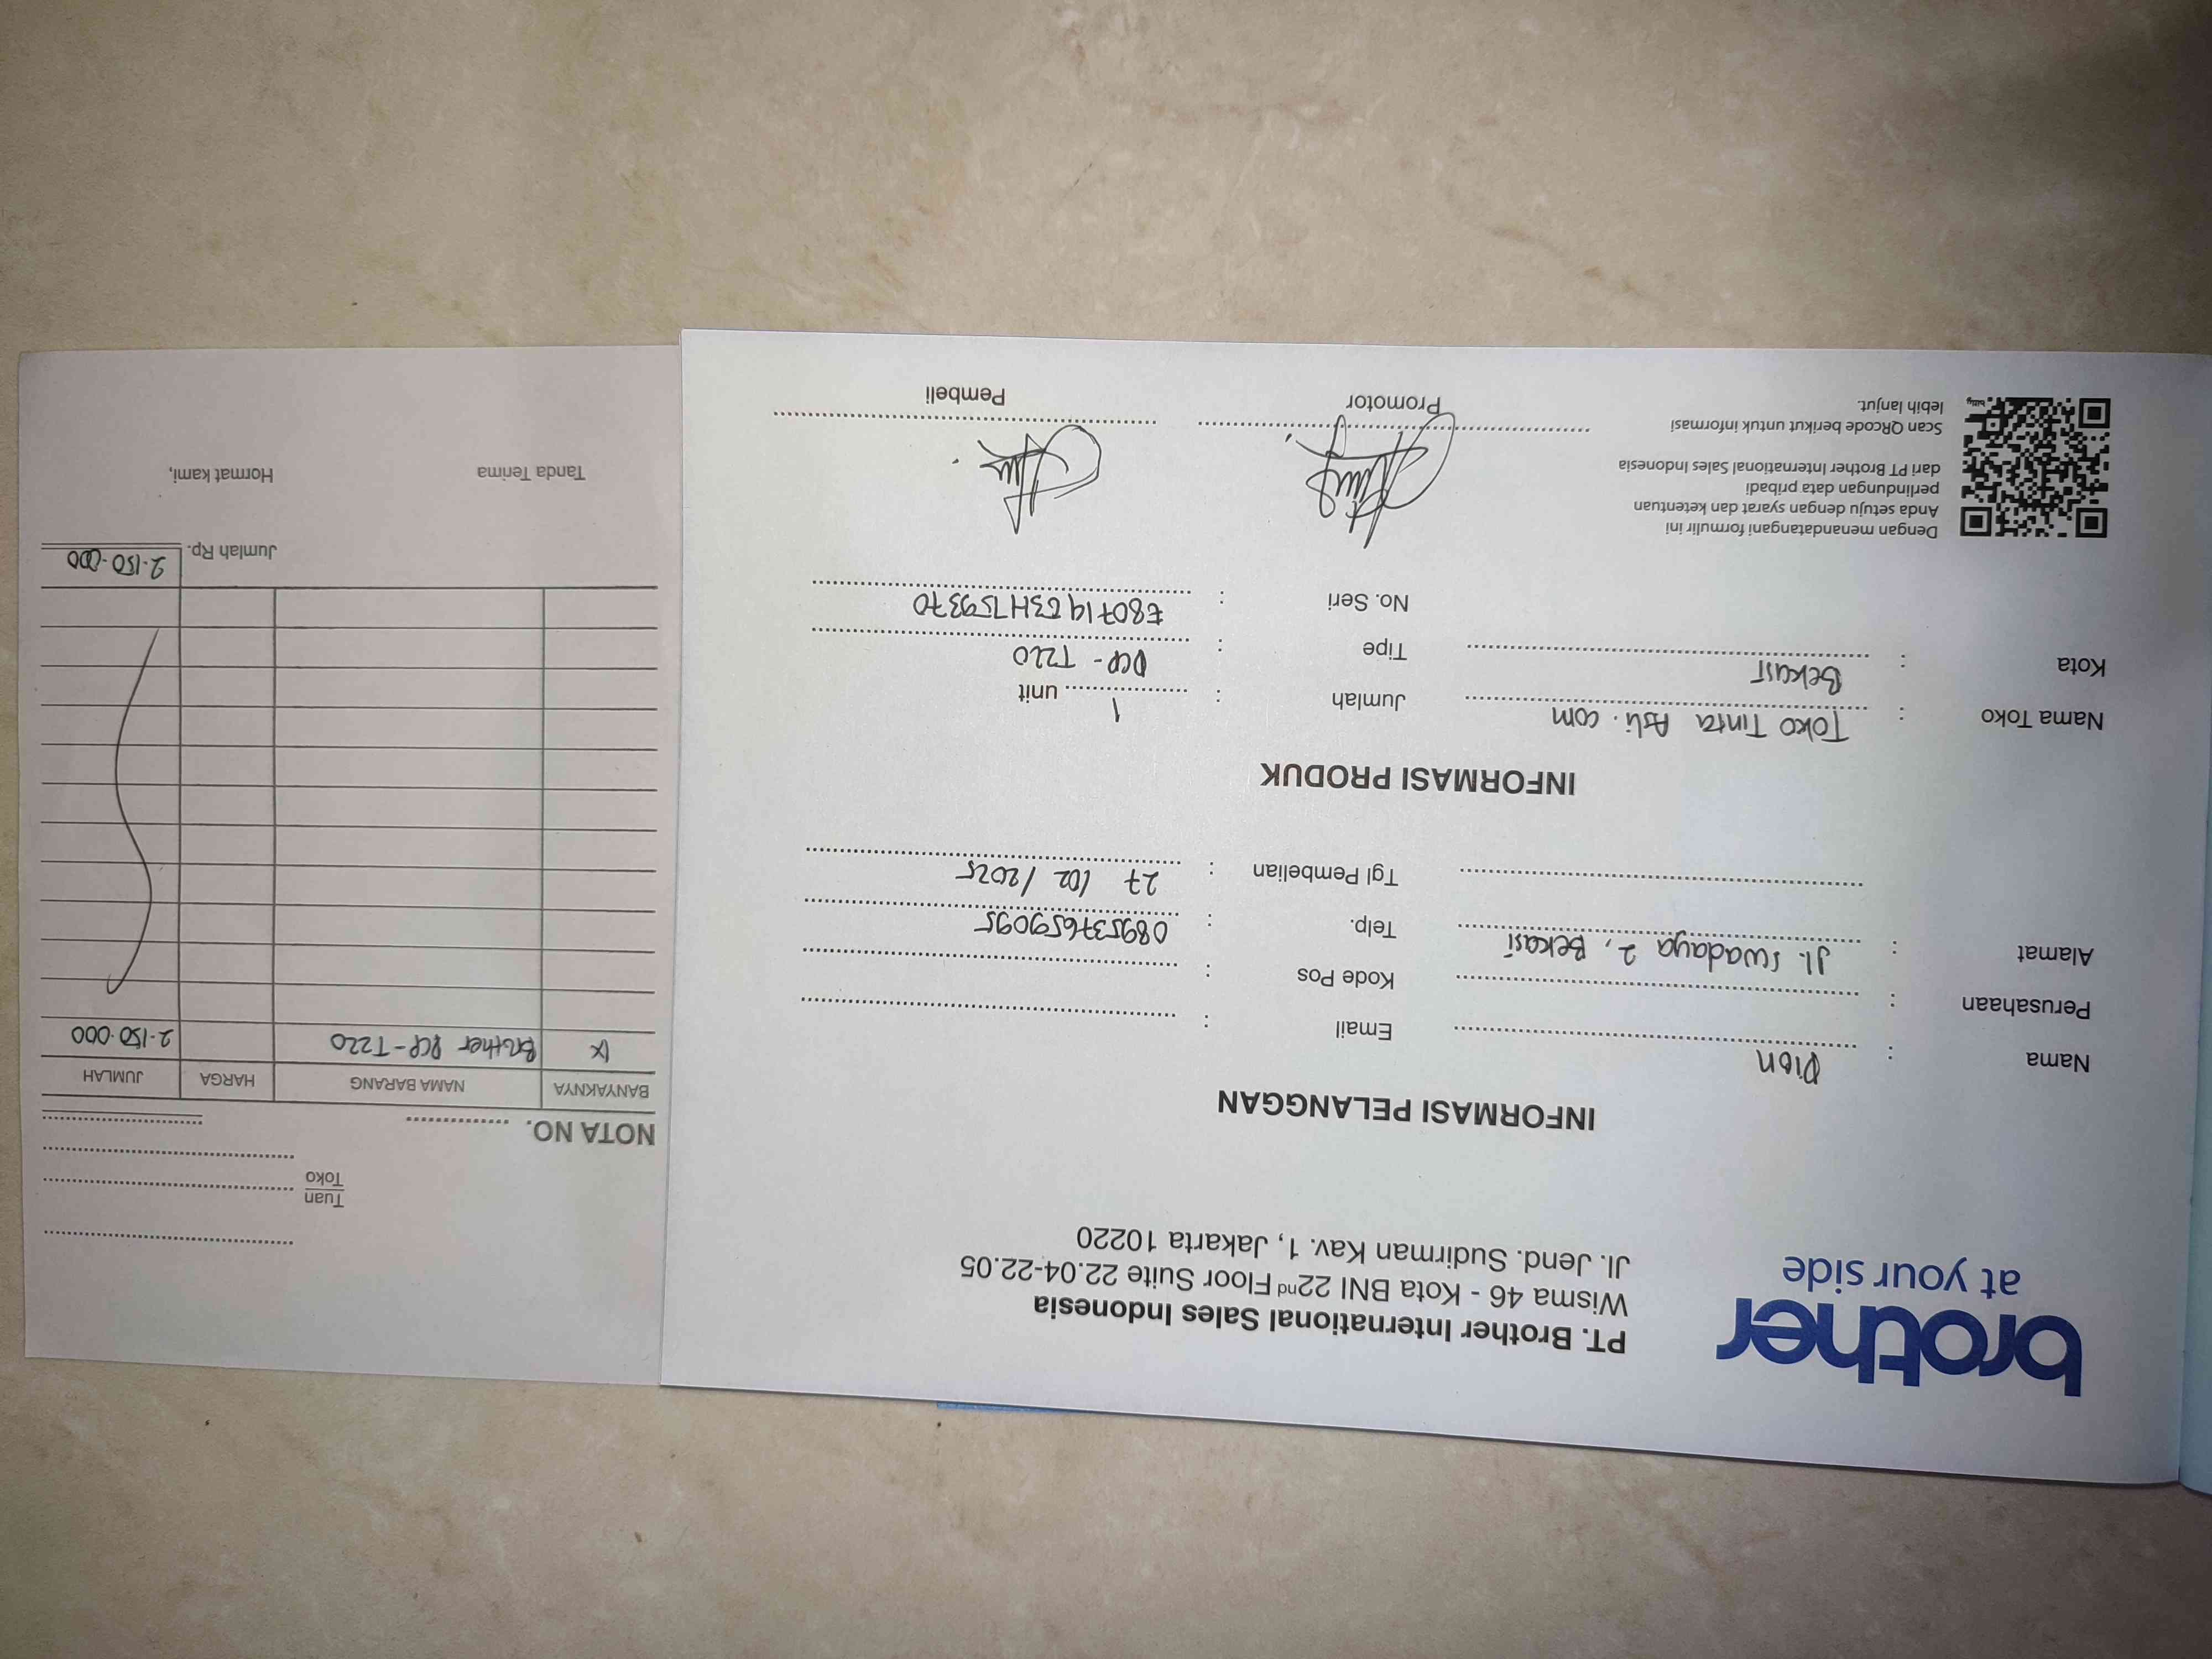 brother
at your side
PT. Brother International Sales Indonesia
Wisma 46 - Kota BNI 22nd Floor Suite 22.04-22.05
Jl. Jend. Sudirman Kav. 1, Jakarta 10220
INFORMASI PELANGGAN
Nama : Dion
Email :
Perusahaan :
Kode Pos :
Alamat : Jl. Swadaya 2, Bekasi
Telp. : 0895376659095
Tgl Pembelian : 27 /02 /2025
INFORMASI PRODUK
Nama Toko : Toko Tinta Asli.com
Jumlah : 1 unit
Kota : Bekasi
Tipe : DCP-T220
No. Seri : E80719E3H759370
Dengan menandatangani formulir ini
Anda setuju dengan syarat dan ketentuan
perlindungan data pribadi
dari PT Brother International Sales Indonesia
Scan QRcode berikut untuk informasi
lebih lanjut.
Promotor
Pembeli
Tuan
Toko
NOTA NO.
BANYAKNYA NAMA BARANG HARGA JUMLAH
1x Brother DCP-T220 2.150.000
Jumlah Rp. 2.150.000
Tanda Terima Hormat kami,